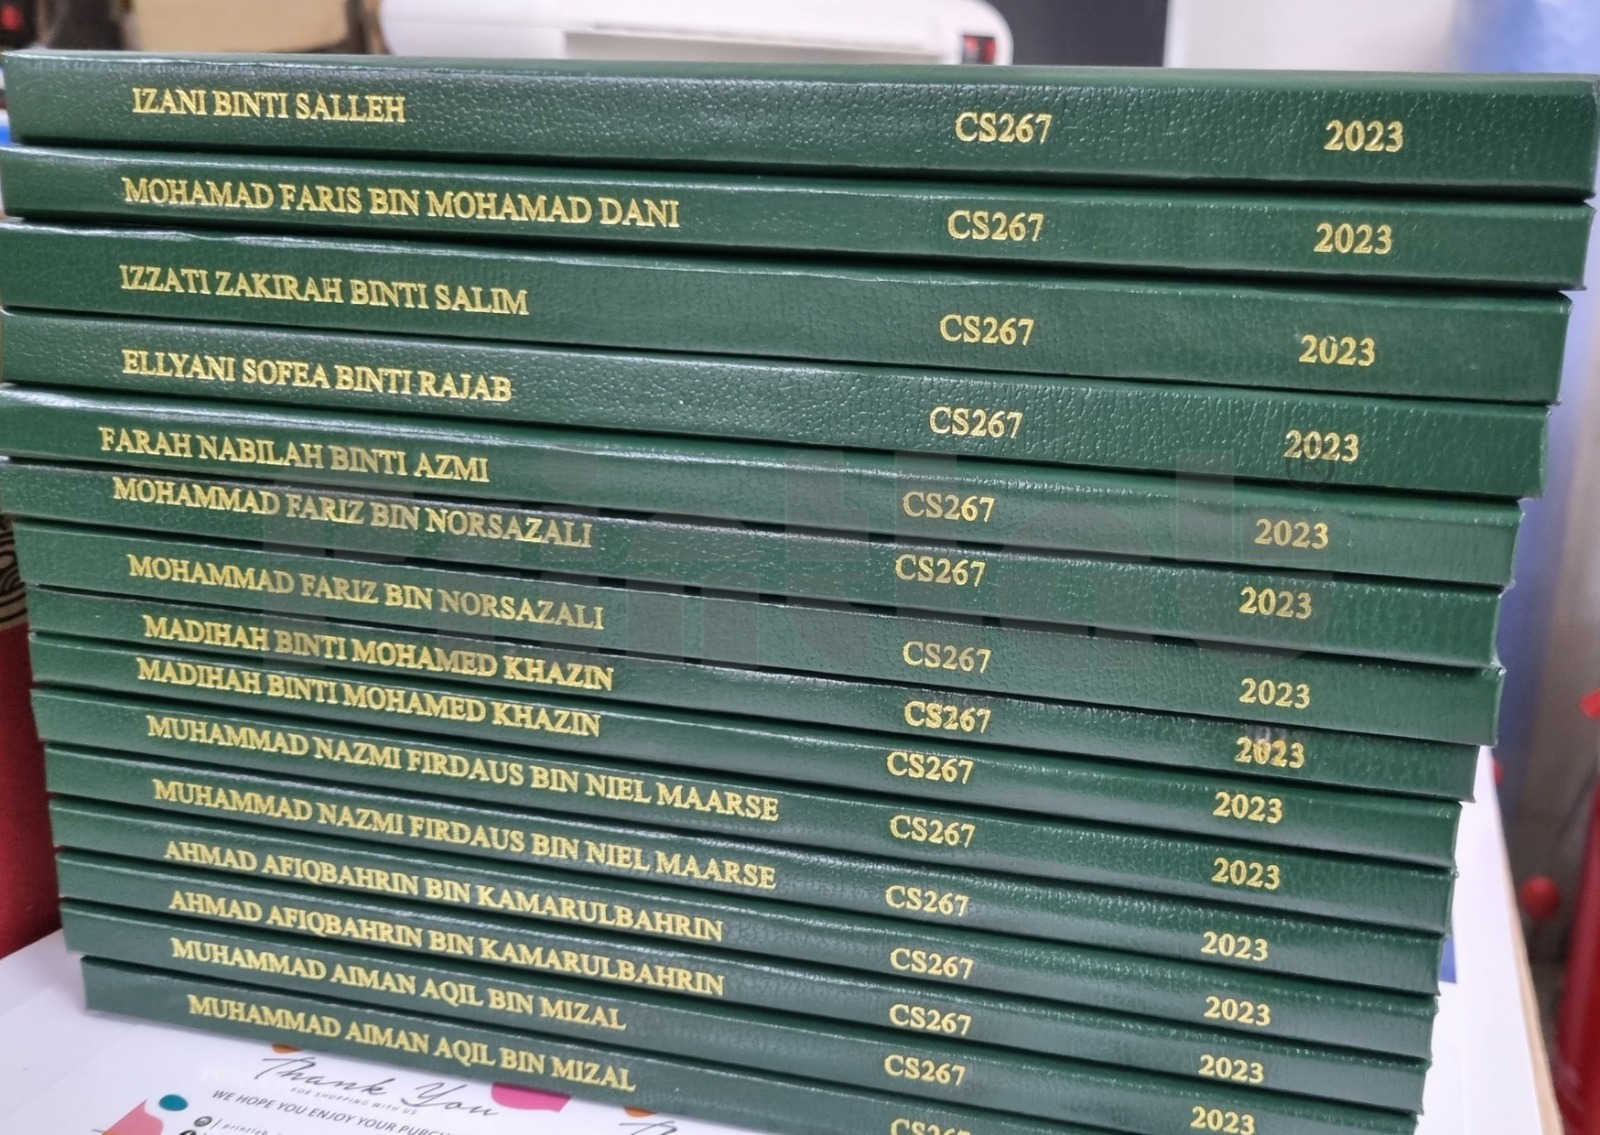 IZANI BINTI SALLEH CS267 2023
MOHAMAD FARIS BIN MOHAMAD DANI CS267 2023
IZZATI ZAKIRAH BINTI SALIM CS267 2023
ELLYANI SOFEA BINTI RAJAB CS267 2023
FARAH NABILAH BINTI AZMI CS267 2023
MOHAMMAD FARIZ BIN NORSAZALI CS267 2023
MOHAMMAD FARIZ BIN NORSAZALI CS267 2023
MADIHAH BINTI MOHAMED KHAZIN CS267 2023
MADIHAH BINTI MOHAMED KHAZIN CS267 2023
MUHAMMAD NAZMI FIRDAUS BIN NIEL MAARSE CS267 2023
MUHAMMAD NAZMI FIRDAUS BIN NIEL MAARSE CS267 2023
AHMAD AFIQBAHRIN BIN KAMARULBAHRIN CS267 2023
AHMAD AFIQBAHRIN BIN KAMARULBAHRIN CS267 2023
MUHAMMAD AIMAN AQIL BIN MIZAL CS267 2023
MUHAMMAD AIMAN AQIL BIN MIZAL CS267
Thank You
FOR SHOPPING WITH US
WE HOPE YOU ENJOY YOUR